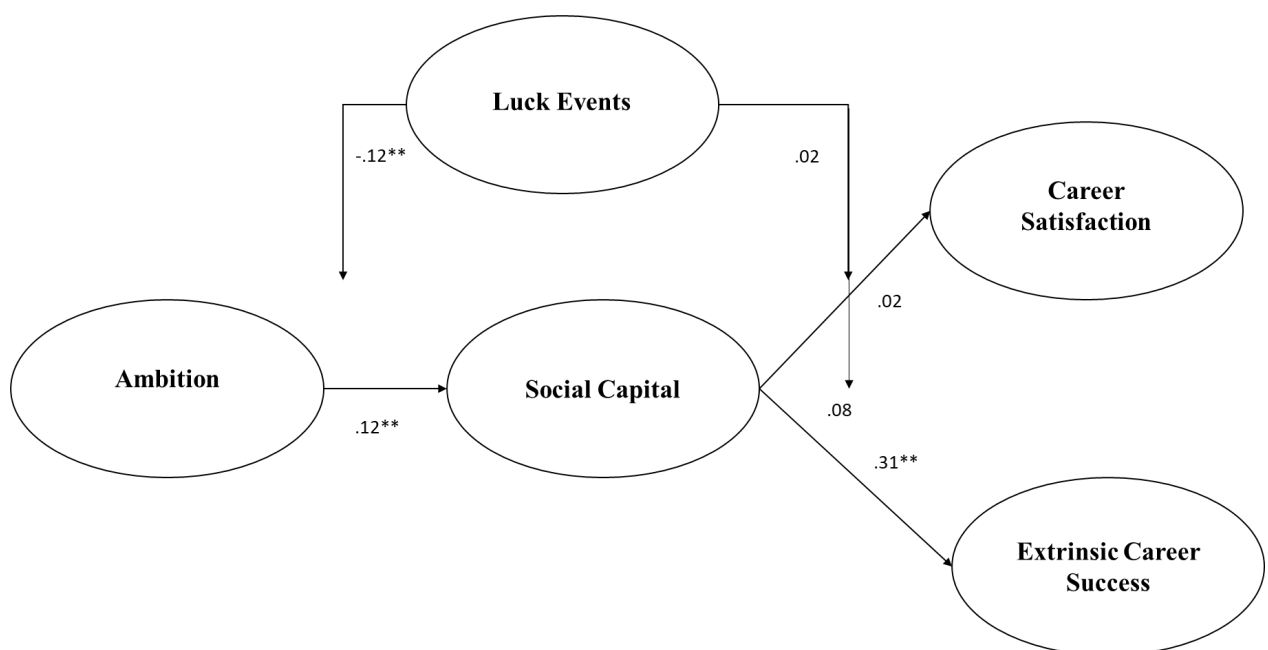 Luck Events
-.12**
.02
Career
Satisfaction
.02
Ambition
Social Capital
.12**
.08
.31**
Extrinsic Career
Success